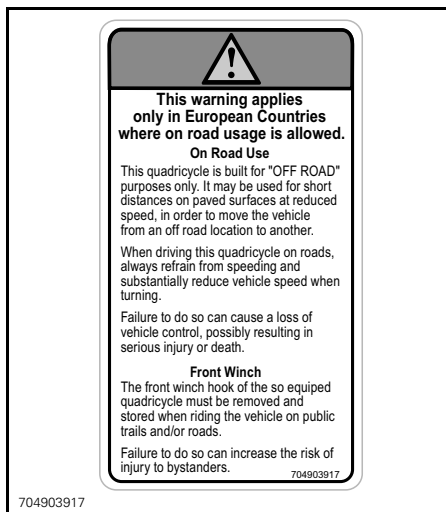 This warning applies
only in European Countries
where on road usage is allowed.
On Road Use
This quadricycle is built for "OFF ROAD"
purposes only. It may be used for short
distances on paved surfaces at reduced
speed, in order to move the vehicle
from an off road location to another.
When driving this quadricycle on roads,
always refrain from speeding and
substantially reduce vehicle speed when
turning.
Failure to do so can cause a loss of
vehicle control, possibly resulting in
serious injury or death.
Front Winch
The front winch hook of the so equiped
quadricycle must be removed and
stored when riding the vehicle on public
trails and/or roads.
Failure to do so can increase the risk of
injury to bystanders.
704903917
704903917